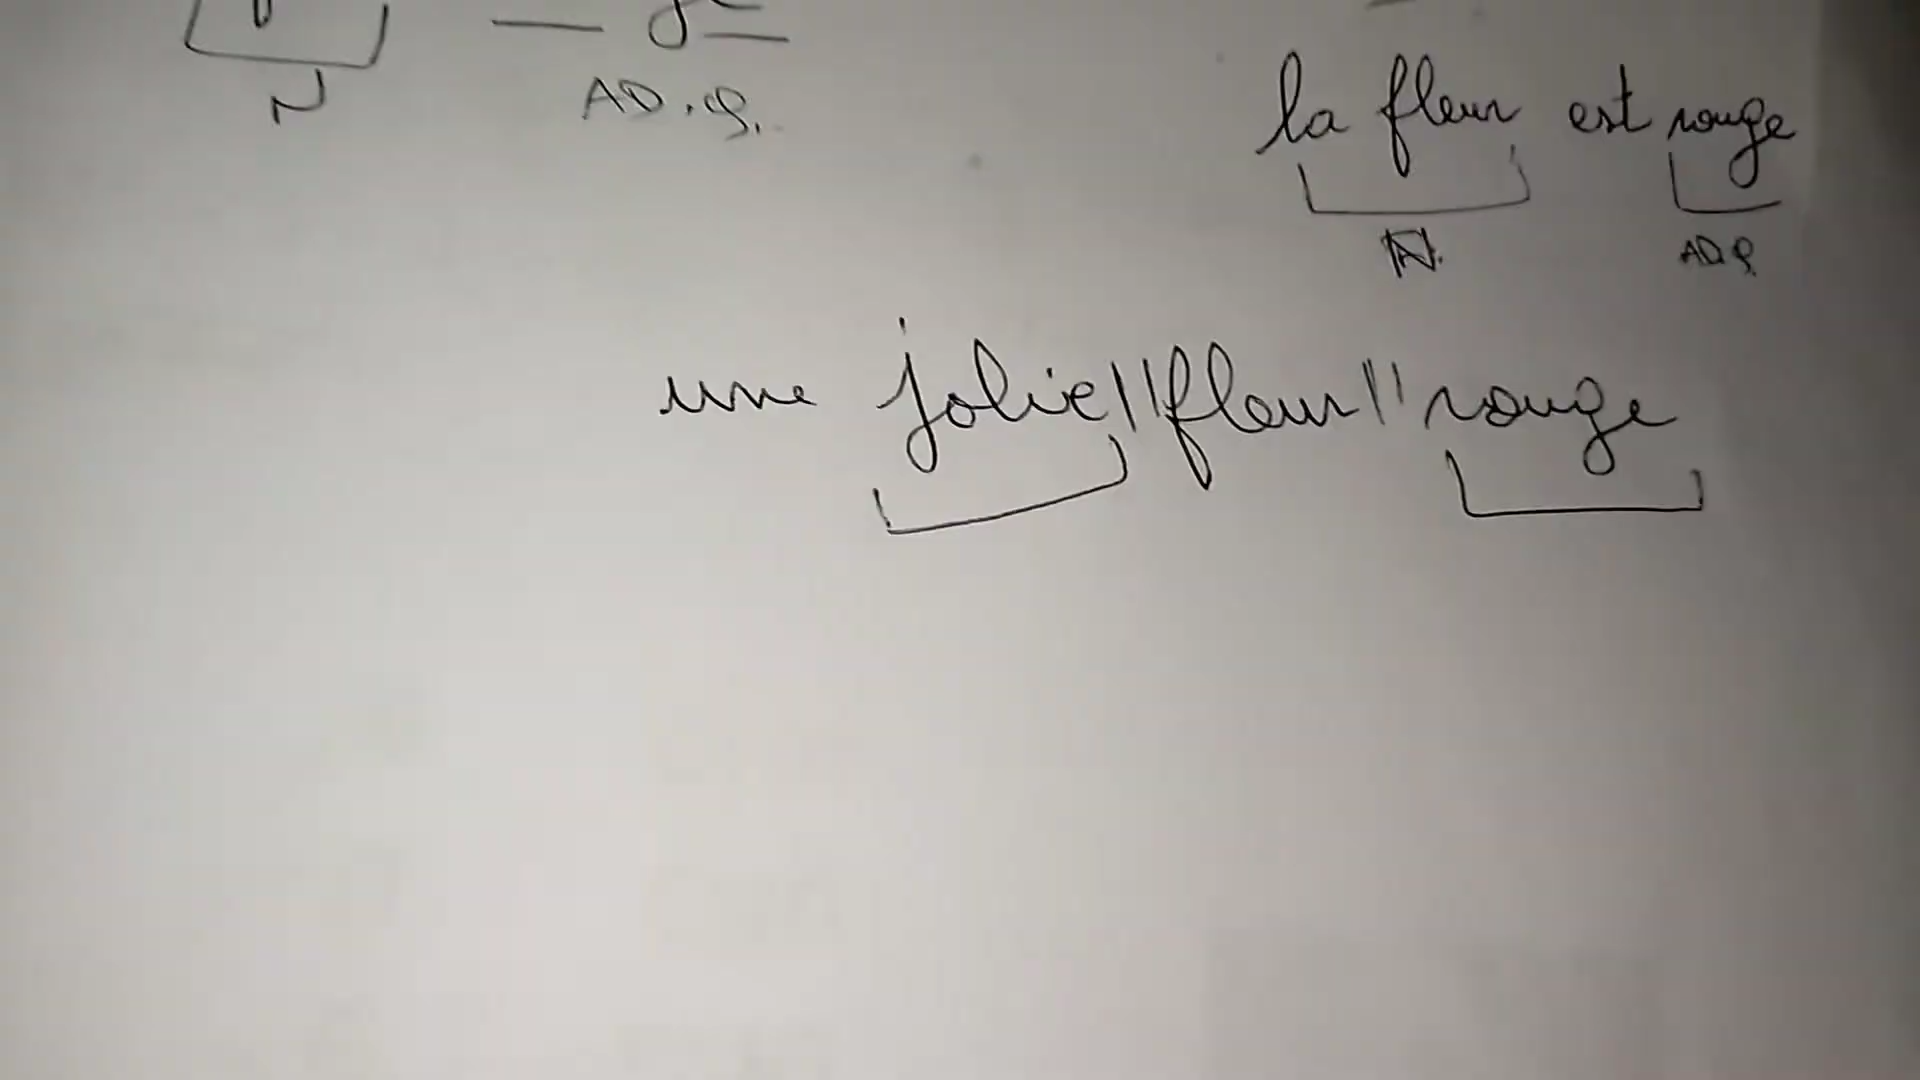 N AD.Q.
la fleur est rouge
N. AD.Q.
une jolie || fleur || rouge